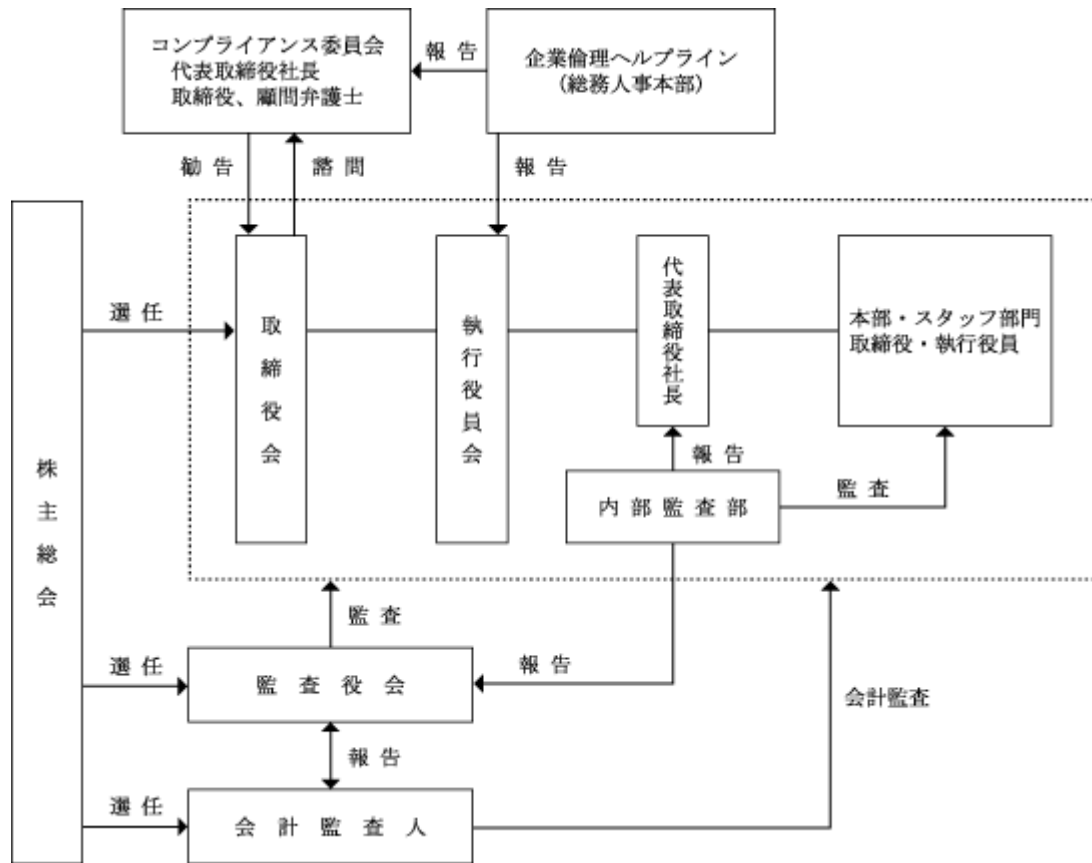 コンプライアンス委員会
代表取締役社長
取締役、顧問弁護士
報告
企業倫理ヘルプライン
（総務人事本部）
勧告
諮問
報告
選任
取締役会
執行役員会
代表取締役社長
本部・スタッフ部門
取締役・執行役員
報告
内部監査部
監査
株主総会
監査
選任
監査役会
報告
会計監査
報告
選任
会計監査人